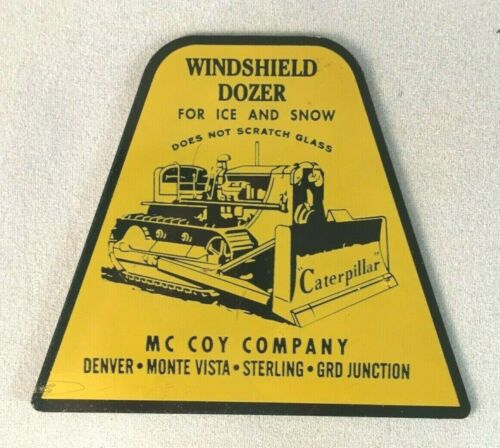 WINDSHIELD
DOZER
FOR ICE AND SNOW
DOES NOT SCRATCH GLASS
"Caterpillar"
MC COY COMPANY
DENVER • MONTE VISTA • STERLING • GRD JUNCTION